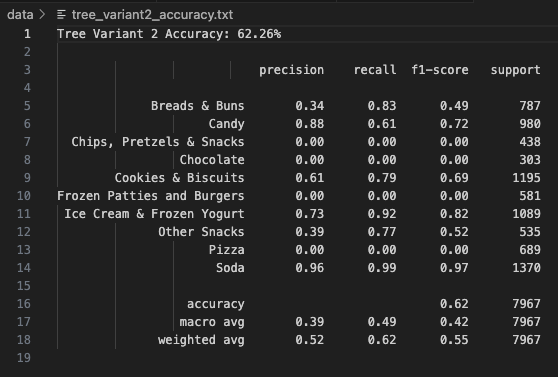 data > tree_variant2_accuracy.txt
1 Tree Variant 2 Accuracy: 62.26%
2
3 precision recall f1-score support
4
5 Breads & Buns 0.34 0.83 0.49 787
6 Candy 0.88 0.61 0.72 980
7 Chips, Pretzels & Snacks 0.00 0.00 0.00 438
8 Chocolate 0.00 0.00 0.00 303
9 Cookies & Biscuits 0.61 0.79 0.69 1195
10 Frozen Patties and Burgers 0.00 0.00 0.00 581
11 Ice Cream & Frozen Yogurt 0.73 0.92 0.82 1089
12 Other Snacks 0.39 0.77 0.52 535
13 Pizza 0.00 0.00 0.00 689
14 Soda 0.96 0.99 0.97 1370
15
16 accuracy 0.62 7967
17 macro avg 0.39 0.49 0.42 7967
18 weighted avg 0.52 0.62 0.55 7967
19